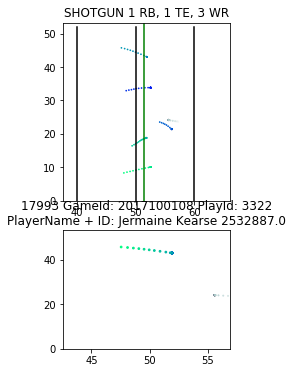 SHOTGUN 1 RB, 1 TE, 3 WR
50
40
30
20
10
0
40 50 60
17993 GameId: 2017100108 PlayId: 3322
PlayerName + ID: Jermaine Kearse 2532887.0
40
20
0
45 50 55